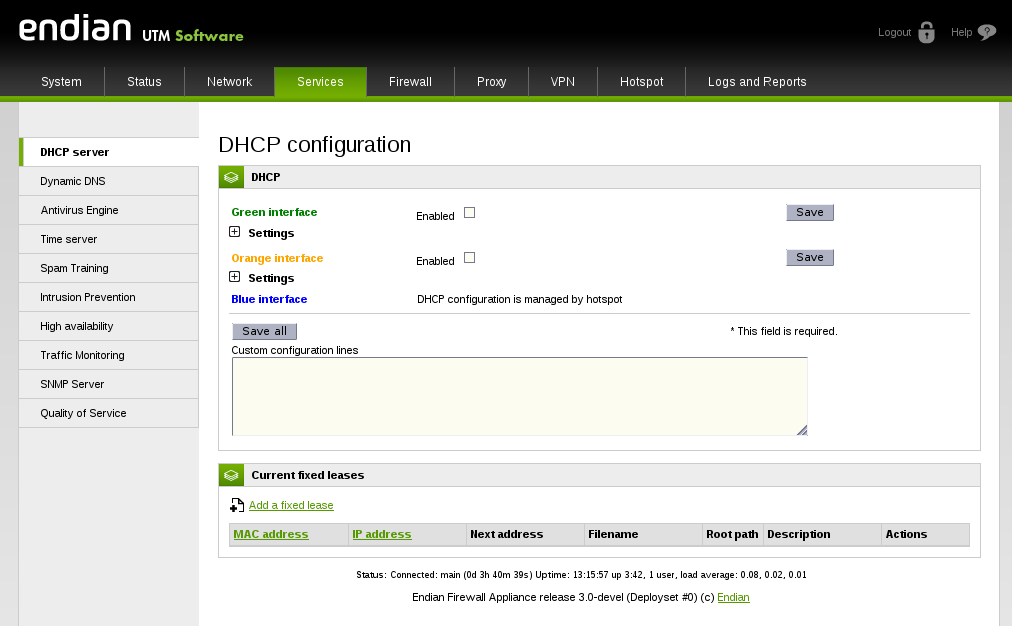 endian UTM Software
Logout Help
System Status Network Services Firewall Proxy VPN Hotspot Logs and Reports
DHCP server
Dynamic DNS
Antivirus Engine
Time server
Spam Training
Intrusion Prevention
High availability
Traffic Monitoring
SNMP Server
Quality of Service
DHCP configuration
DHCP
Green interface Enabled Save
Settings
Orange interface Enabled Save
Settings
Blue interface DHCP configuration is managed by hotspot
Save all * This field is required.
Custom configuration lines
Current fixed leases
Add a fixed lease
MAC address IP address Next address Filename Root path Description Actions
Status: Connected: main (0d 3h 40m 39s) Uptime: 13:15:57 up 3:42, 1 user, load average: 0.08, 0.02, 0.01
Endian Firewall Appliance release 3.0-devel (Deployset #0) (c) Endian